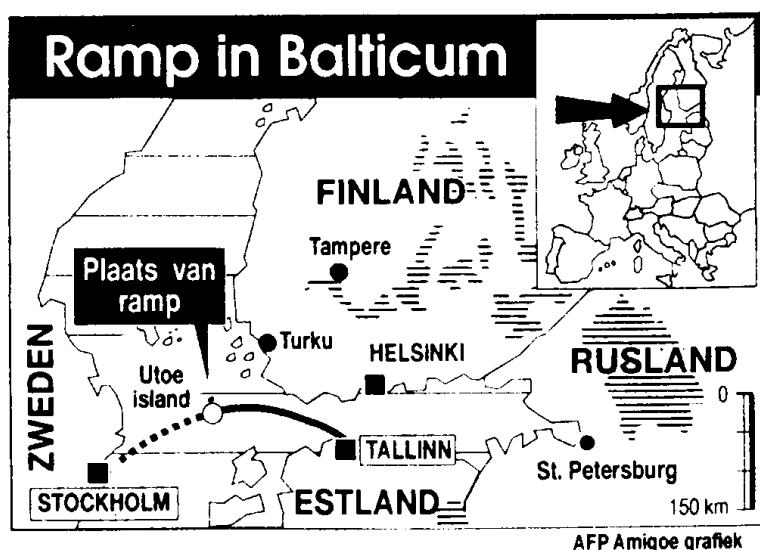 Ramp in Balticum
FINLAND
Tampere
Plaats van
ramp
Turku
HELSINKI
RUSLAND
ZWEDEN
Utoe
island
0
TALLINN
St. Petersburg
STOCKHOLM
ESTLAND
150 km
AFP Amigoe grafiek